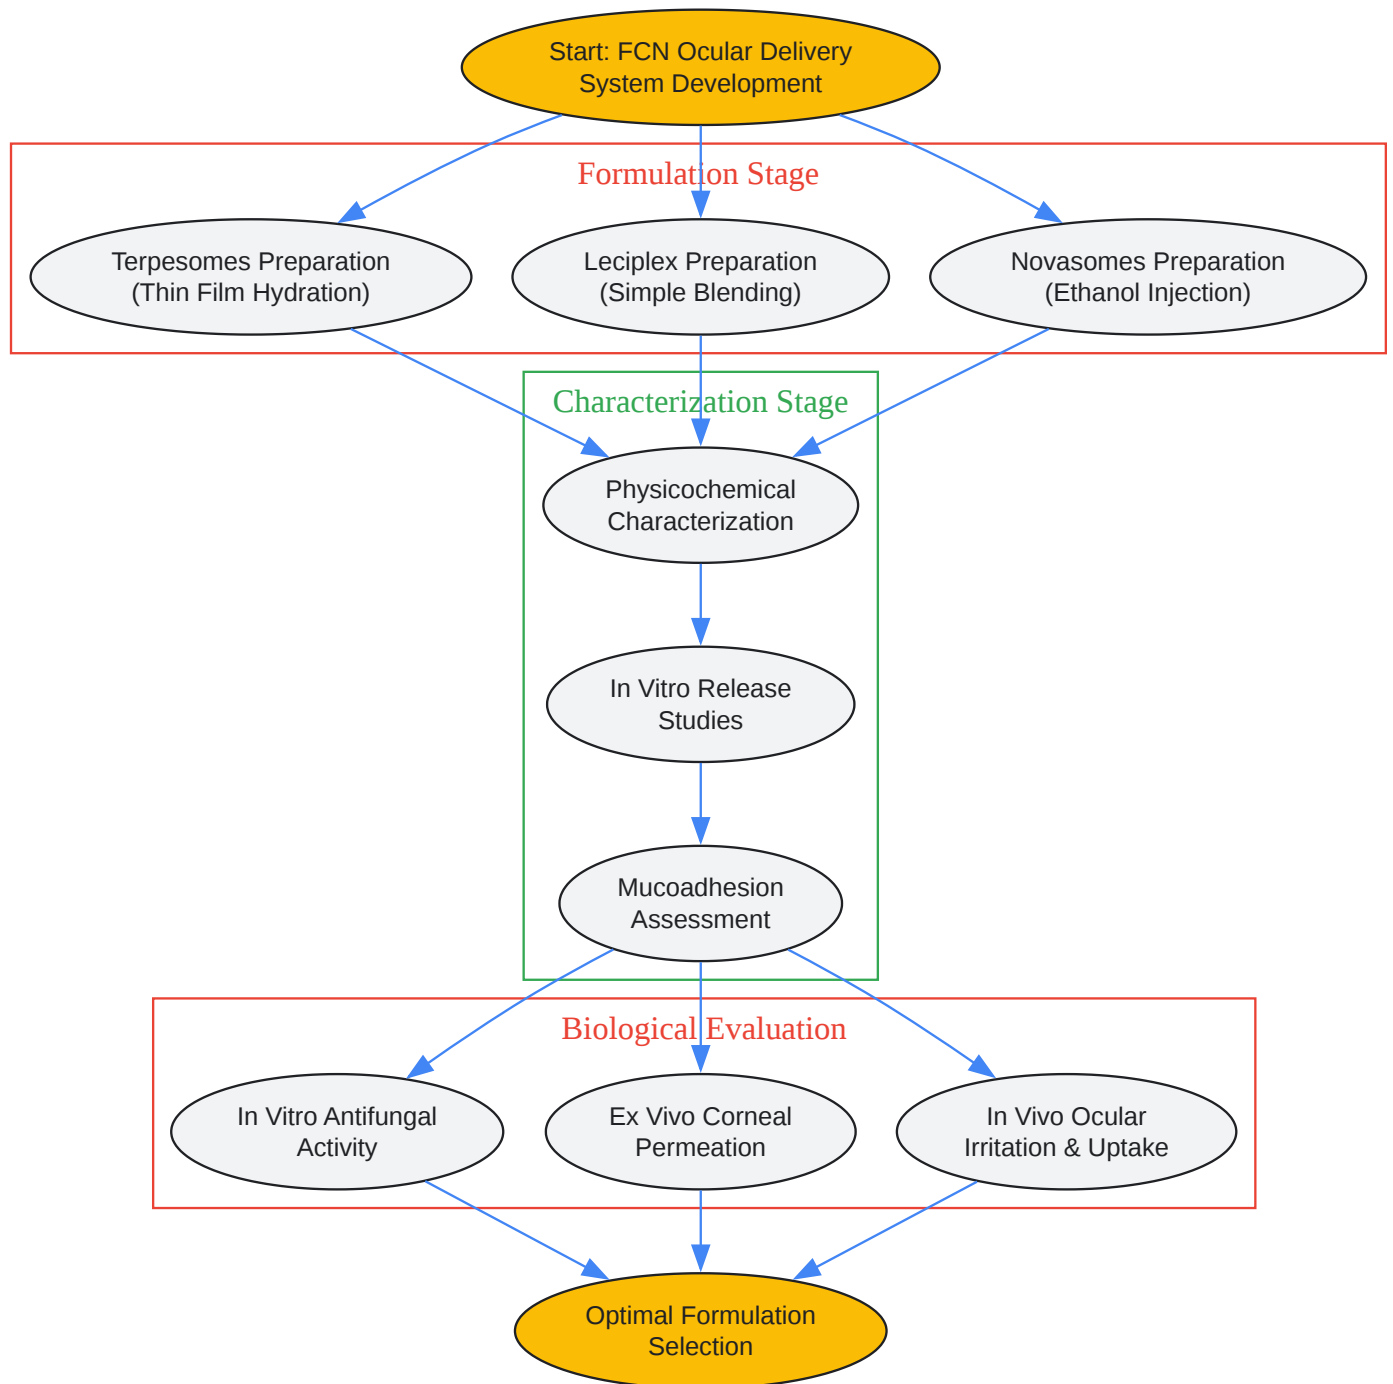 Start: FCN Ocular Delivery
System Development
Formulation Stage
Terpesomes Preparation
(Thin Film Hydration)
Leciplex Preparation
(Simple Blending)
Novasomes Preparation
(Ethanol Injection)
Characterization Stage
Physicochemical
Characterization
In Vitro Release
Studies
Mucoadhesion
Assessment
Biological Evaluation
In Vitro Antifungal
Activity
Ex Vivo Corneal
Permeation
In Vivo Ocular
Irritation & Uptake
Optimal Formulation
Selection